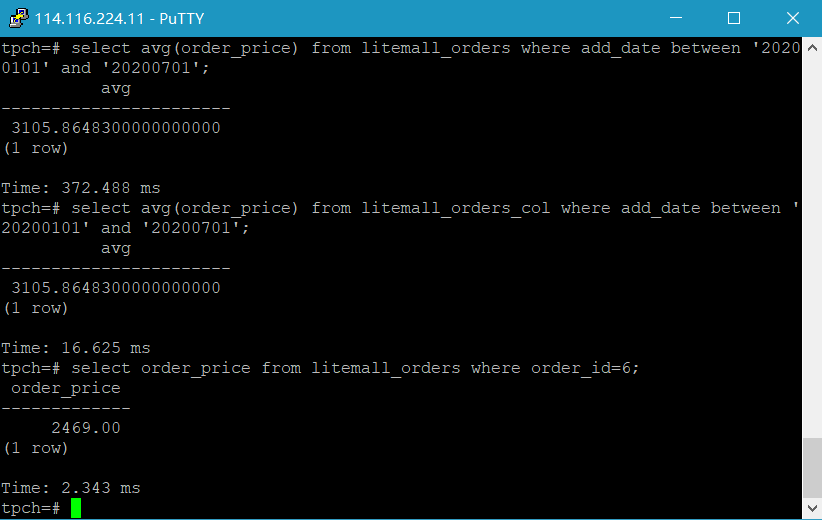 114.116.224.11 - PuTTY
tpch=# select avg(order_price) from litemall_orders where add_date between '2020
0101' and '20200701';
avg
-----------------------
3105.8648300000000000
(1 row)
Time: 372.488 ms
tpch=# select avg(order_price) from litemall_orders_col where add_date between '
20200101' and '20200701';
avg
-----------------------
3105.8648300000000000
(1 row)
Time: 16.625 ms
tpch=# select order_price from litemall_orders where order_id=6;
order_price
-------------
2469.00
(1 row)
Time: 2.343 ms
tpch=#